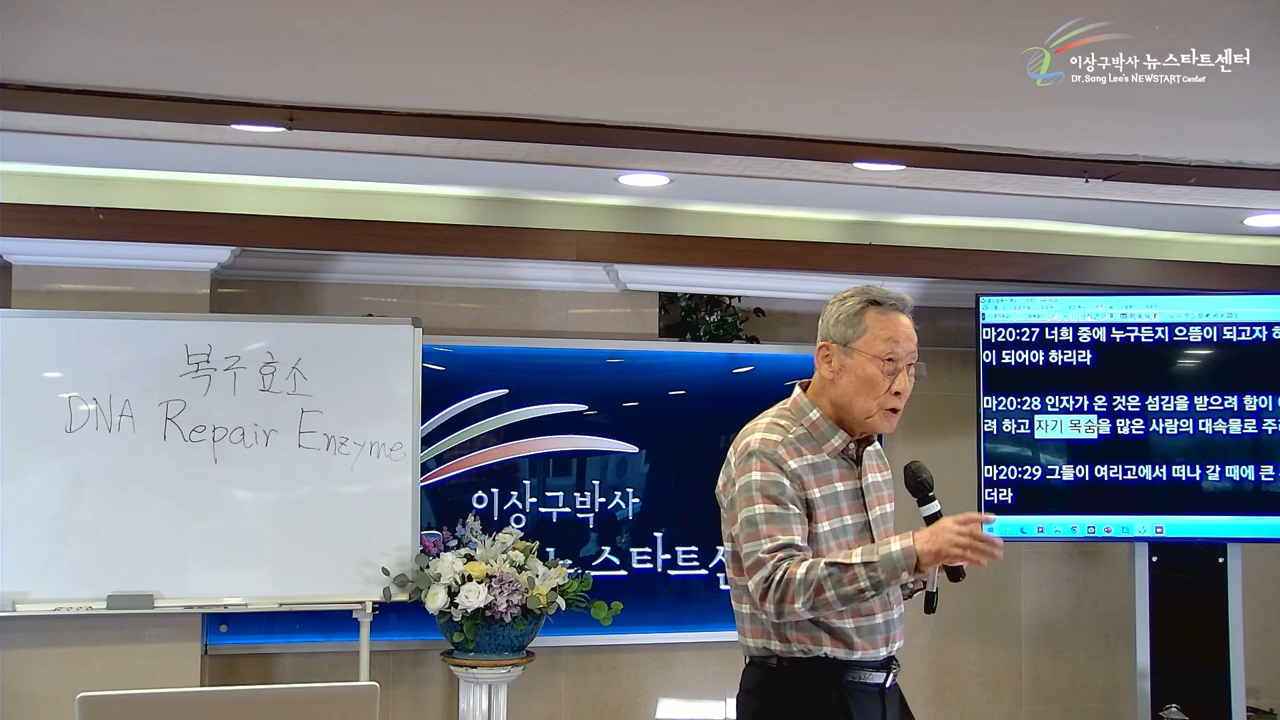 이상구박사 뉴스타트센터
Dr. Sang Lee's NEWSTART Center
복구효소
DNA Repair Enzyme
이상구박사
뉴스타트센
마20:27 너희 중에 누구든지 으뜸이 되고자 하
이 되어야 하리라
마20:28 인자가 온 것은 섬김을 받으려 함이
려 하고 자기 목숨을 많은 사람의 대속물로 주
마20:29 그들이 여리고에서 떠나 갈 때에 큰
더라